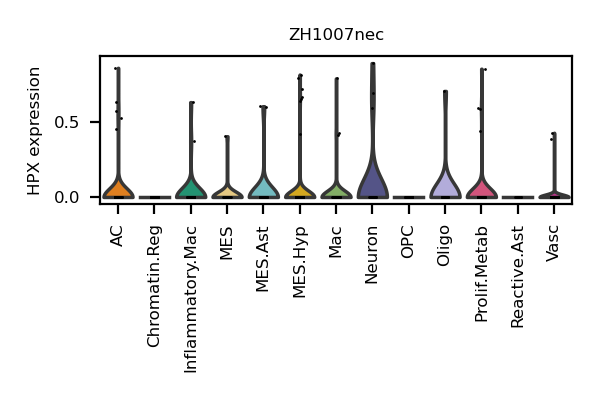 ZH1007nec
HPX expression
0.5
0.0
AC
Chromatin.Reg
Inflammatory.Mac
MES
MES.Ast
MES.Hyp
Mac
Neuron
OPC
Oligo
Prolif.Metab
Reactive.Ast
Vasc